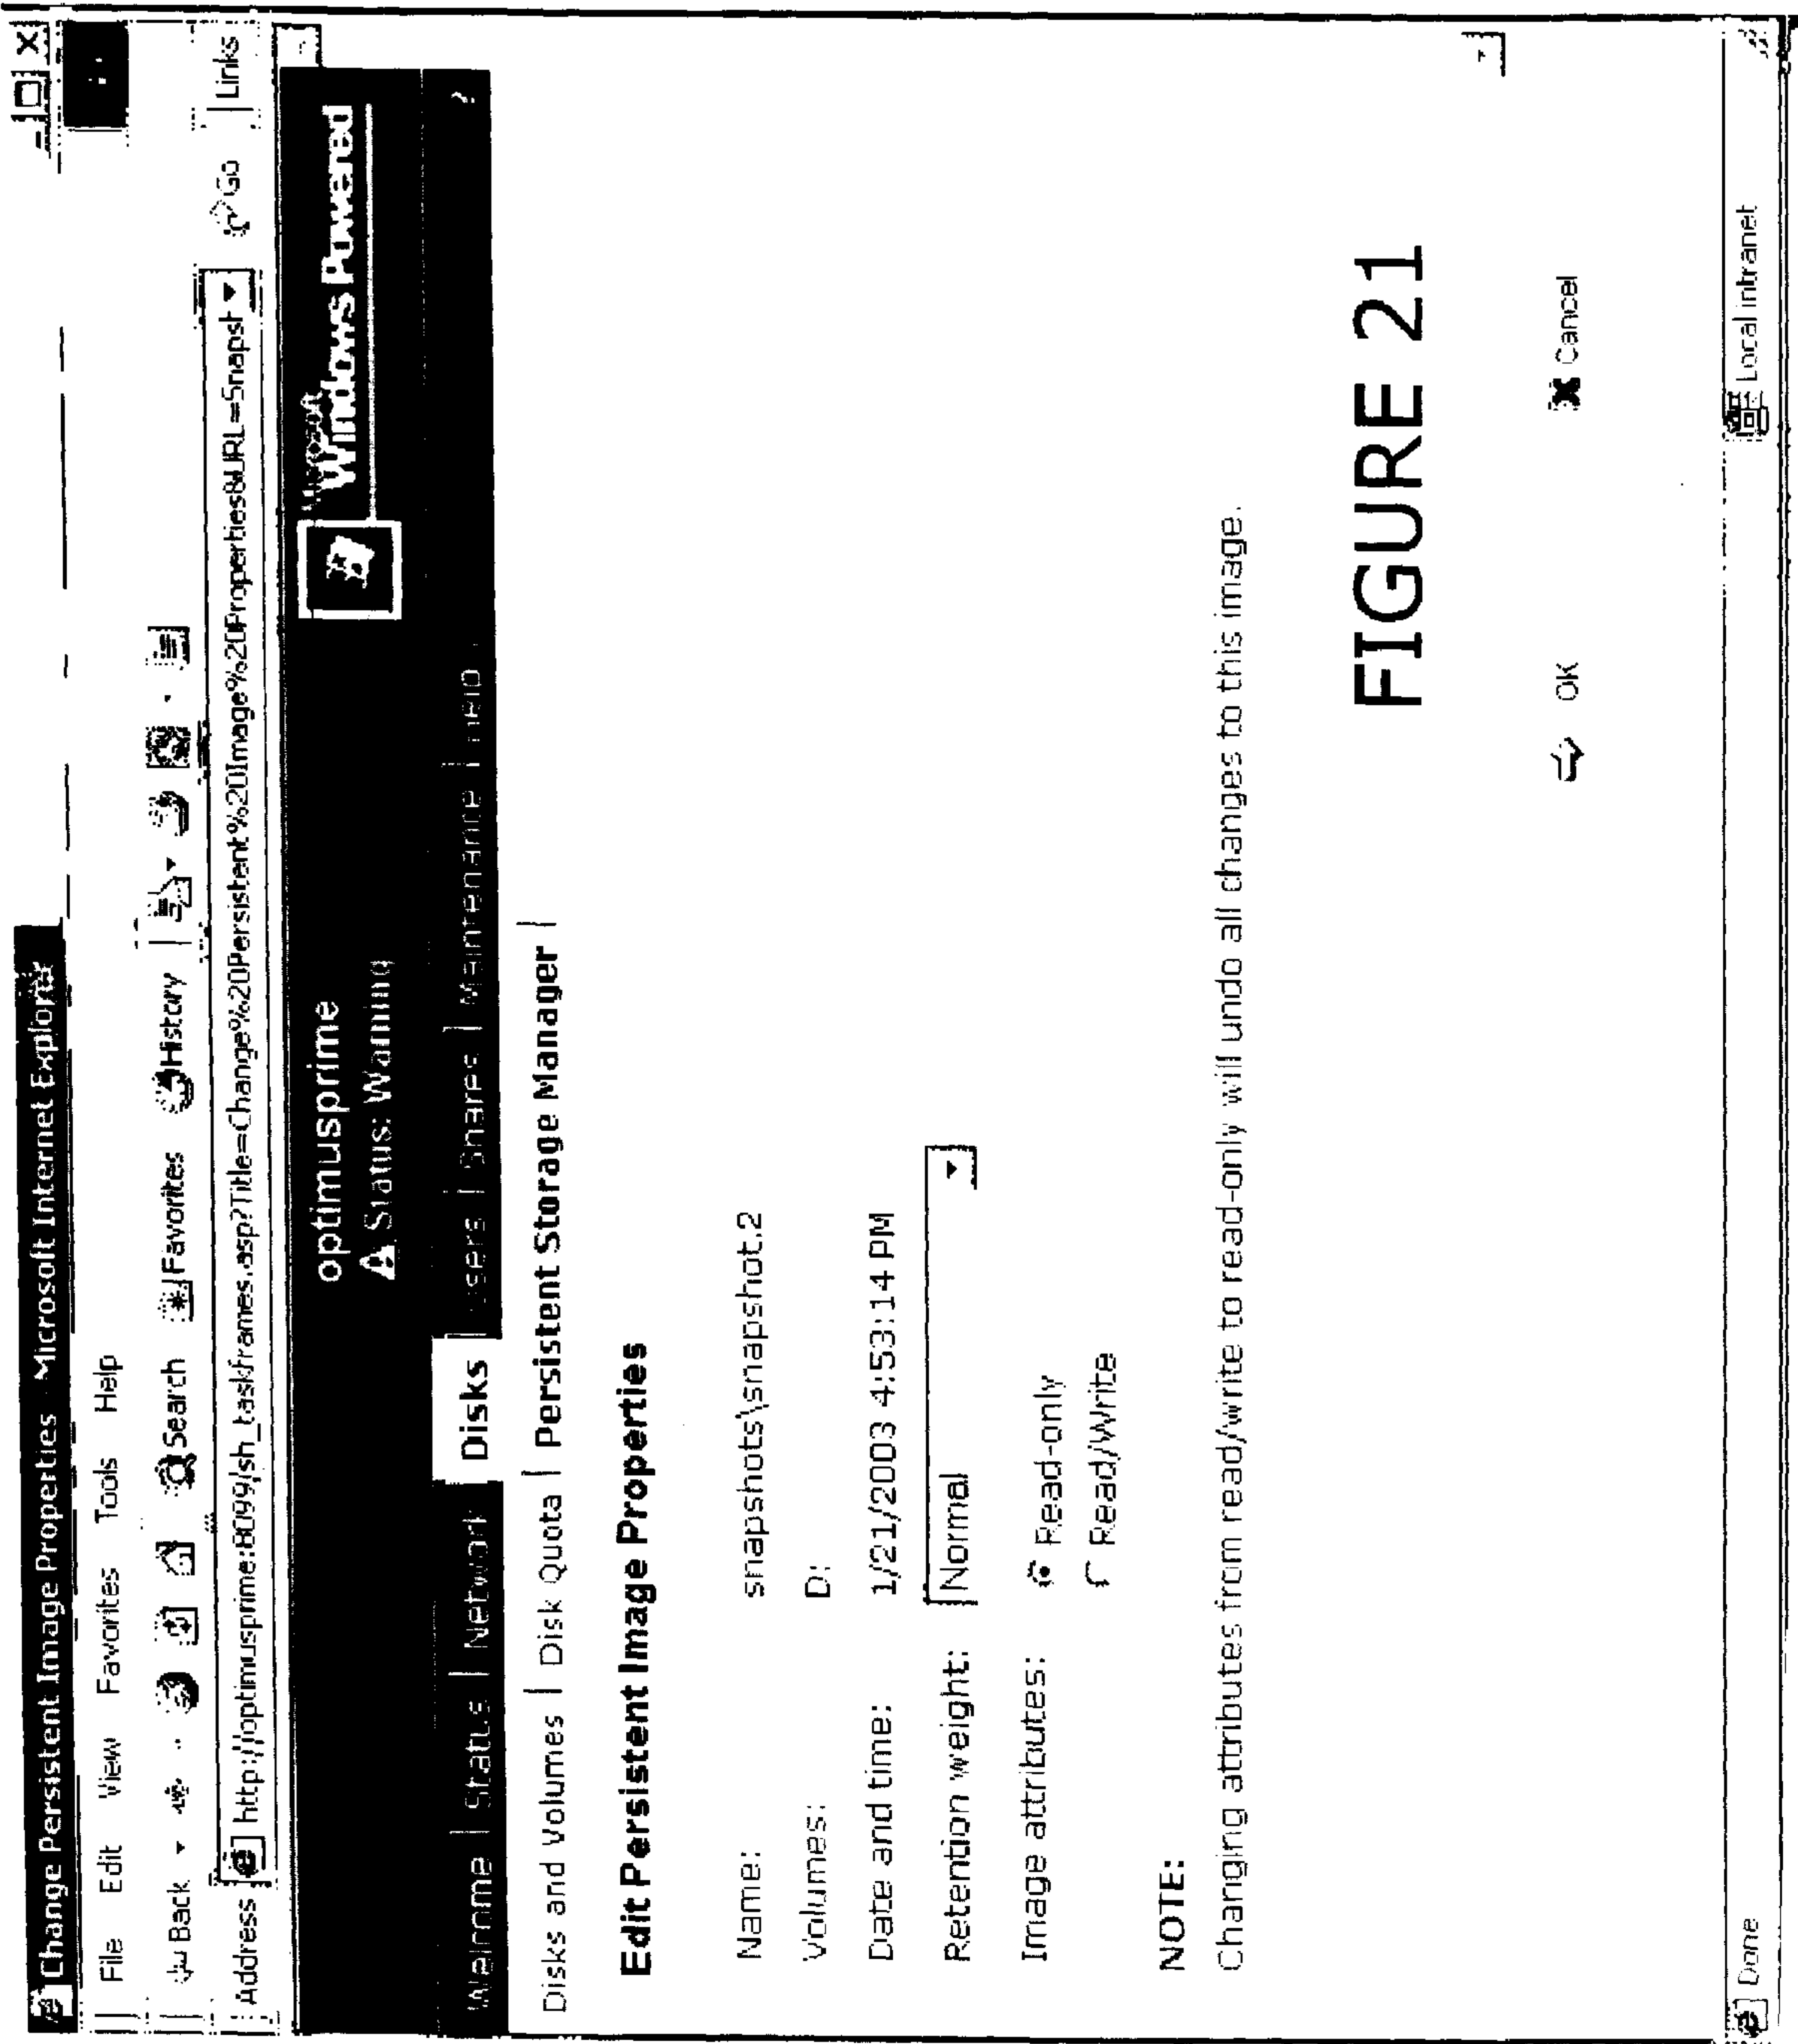 Change Persistent Image Properties - Microsoft Internet Explorer
File Edit View Favorites Tools Help
Back Search Favorites History
Address http://optimusprime:8099/sh_taskframes.asp?Title=Change%20Persistent%20Image%20Properties&URL=Snapsh Go Links
optimusprime
Status: Warning
Microsoft
Windows Powered
Welcome | Status | Network | Disks | Users | Shares | Maintenance | Help ?
Disks and Volumes | Disk Quota | Persistent Storage Manager |
Edit Persistent Image Properties
Name: snapshots\snapshot.2
Volumes: D:
Date and time: 1/21/2003 4:53:14 PM
Retention weight: Normal
Image attributes: Read-only
Read/Write
NOTE:
Changing attributes from read/write to read-only will undo all changes to this image.
FIGURE 21
OK Cancel
Done Local intranet